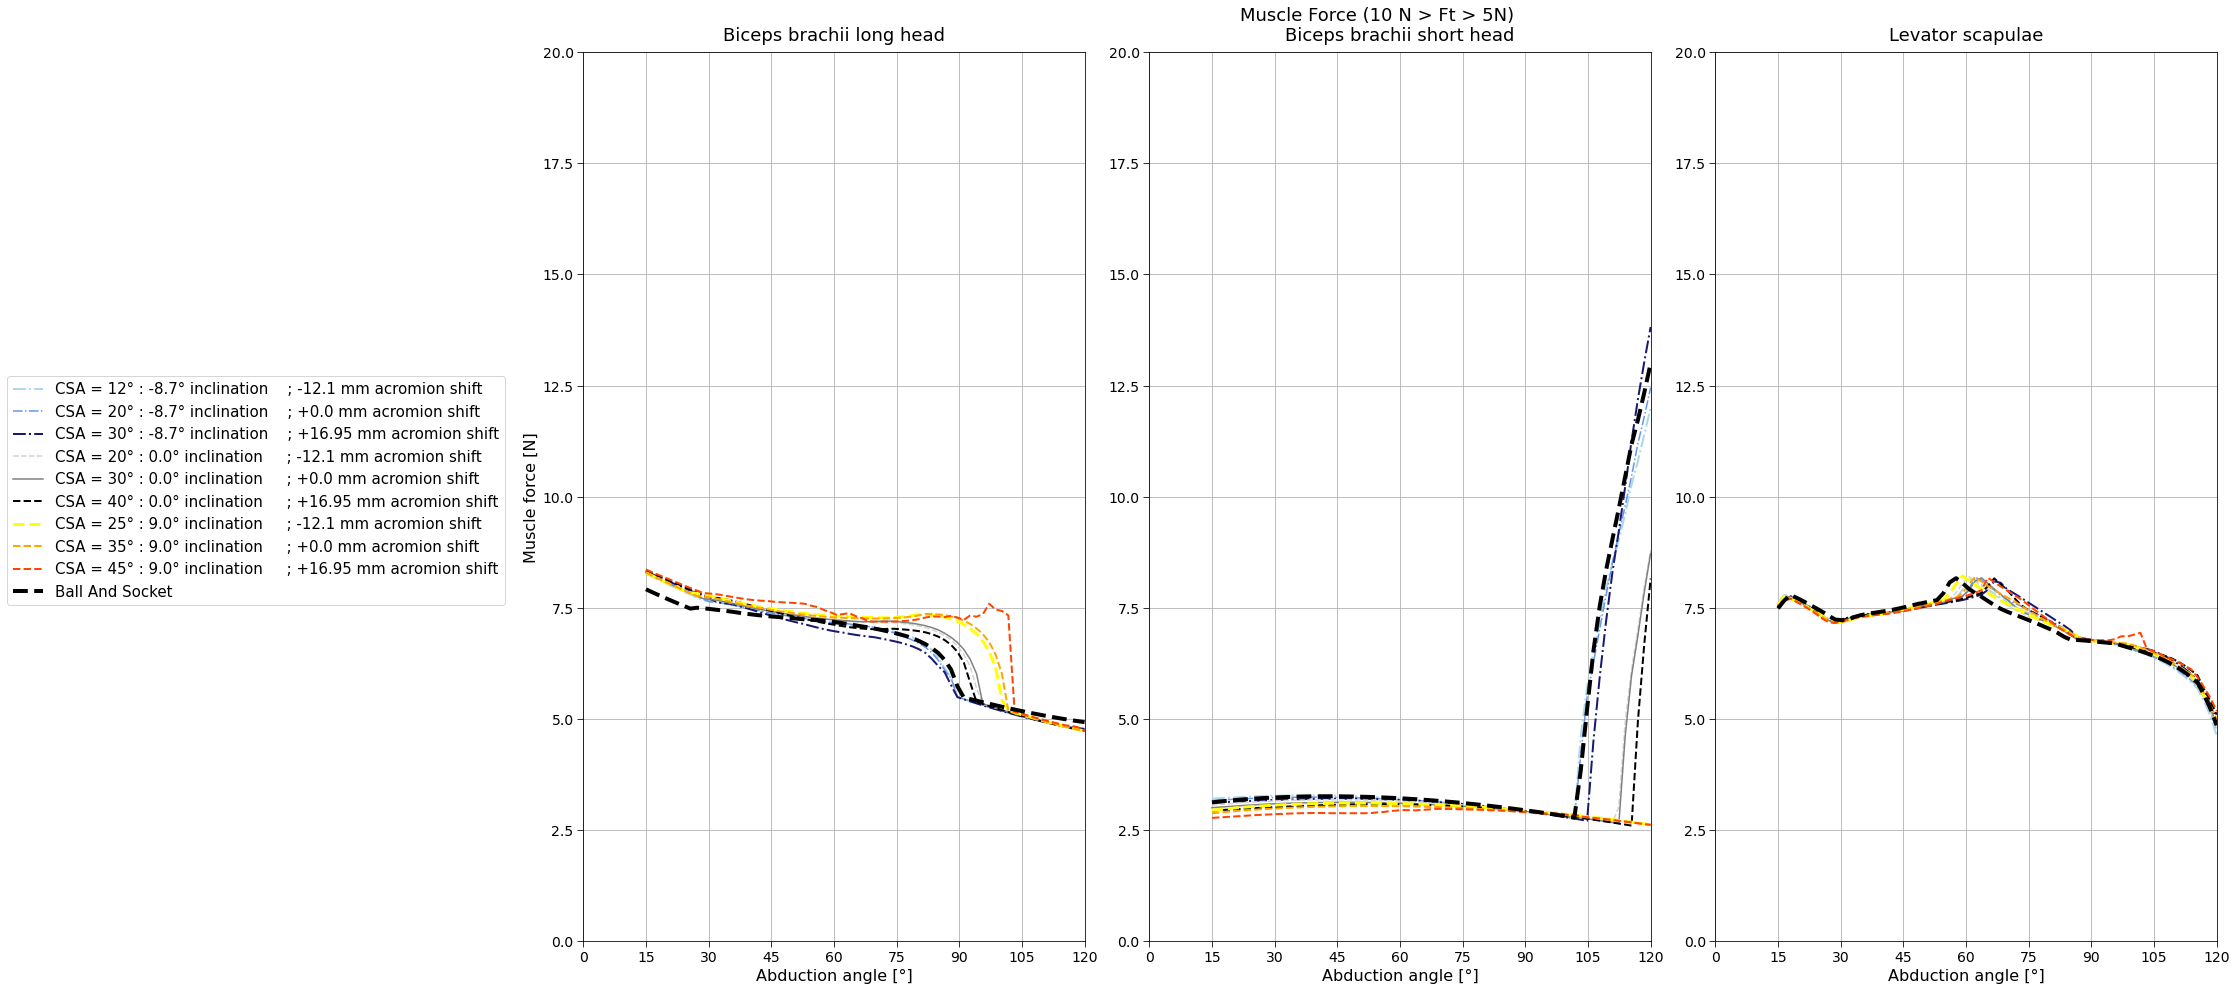 Muscle Force (10 N > Ft > 5N)
Biceps brachii long head
Biceps brachii short head
Levator scapulae
CSA = 12° : -8.7° inclination ; -12.1 mm acromion shift
CSA = 20° : -8.7° inclination ; +0.0 mm acromion shift
CSA = 30° : -8.7° inclination ; +16.95 mm acromion shift
CSA = 20° : 0.0° inclination ; -12.1 mm acromion shift
CSA = 30° : 0.0° inclination ; +0.0 mm acromion shift
CSA = 40° : 0.0° inclination ; +16.95 mm acromion shift
CSA = 25° : 9.0° inclination ; -12.1 mm acromion shift
CSA = 35° : 9.0° inclination ; +0.0 mm acromion shift
CSA = 45° : 9.0° inclination ; +16.95 mm acromion shift
Ball And Socket
Muscle force [N]
20.0
17.5
15.0
12.5
10.0
7.5
5.0
2.5
0.0
0 15 30 45 60 75 90 105 120
Abduction angle [°]
20.0
17.5
15.0
12.5
10.0
7.5
5.0
2.5
0.0
0 15 30 45 60 75 90 105 120
Abduction angle [°]
20.0
17.5
15.0
12.5
10.0
7.5
5.0
2.5
0.0
0 15 30 45 60 75 90 105 120
Abduction angle [°]